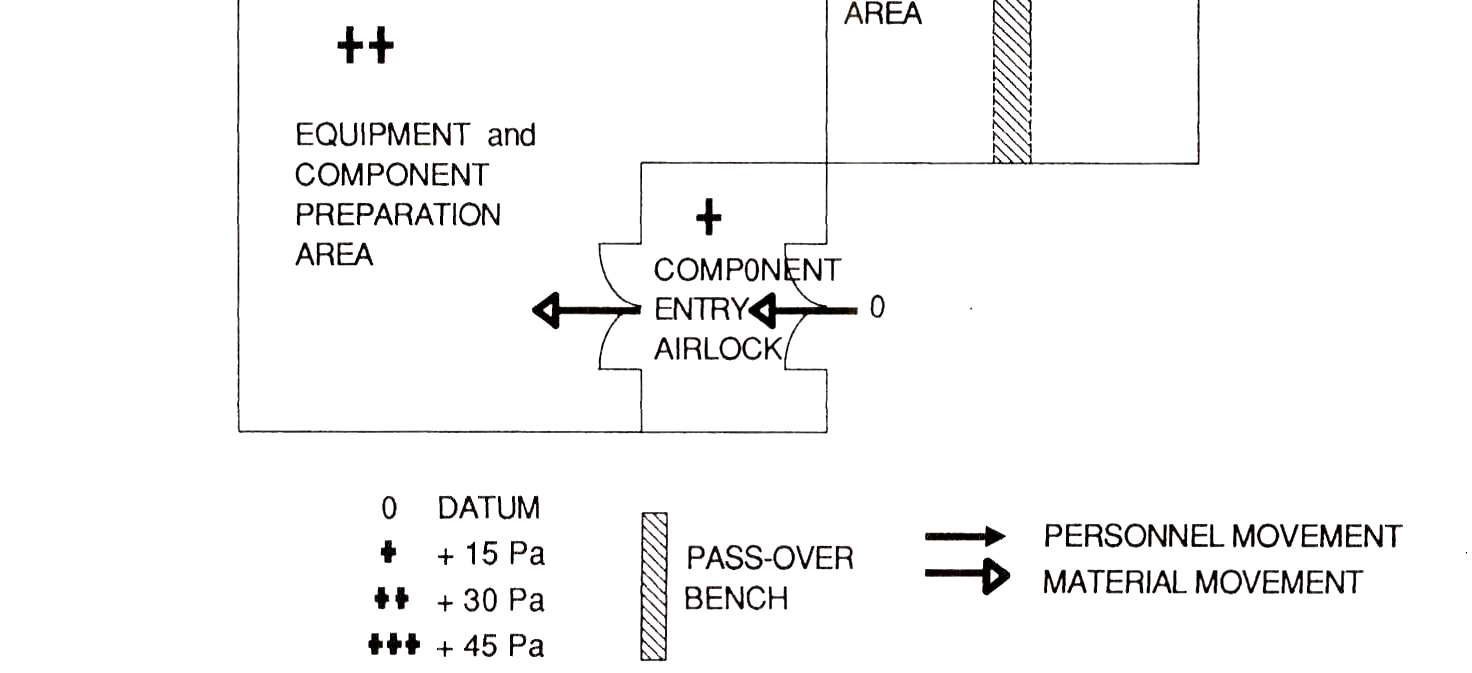 AREA
++
EQUIPMENT and
COMPONENT
PREPARATION
AREA
+
COMP0NENT
ENTRY
AIRLOCK
0
0 DATUM
+ + 15 Pa
++ + 30 Pa
+++ + 45 Pa
PASS-OVER
BENCH
PERSONNEL MOVEMENT
MATERIAL MOVEMENT